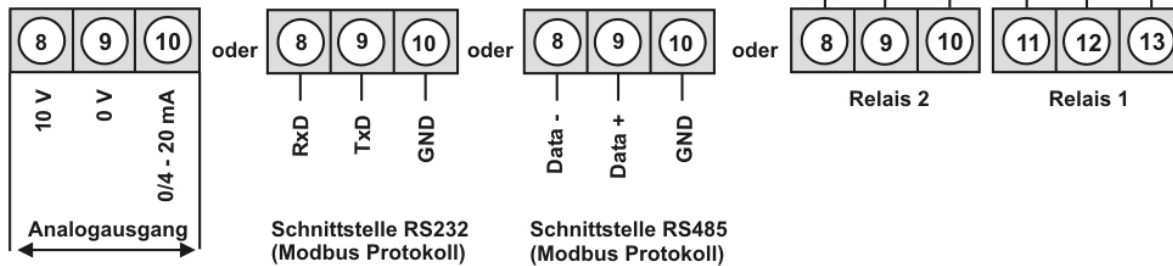 8 9 10 oder 8 9 10 oder 8 9 10 oder 8 9 10 11 12 13
10 V 0 V 0/4 - 20 mA
RxD TxD GND
Data - Data + GND
Relais 2 Relais 1
Analogausgang
Schnittstelle RS232
(Modbus Protokoll)
Schnittstelle RS485
(Modbus Protokoll)